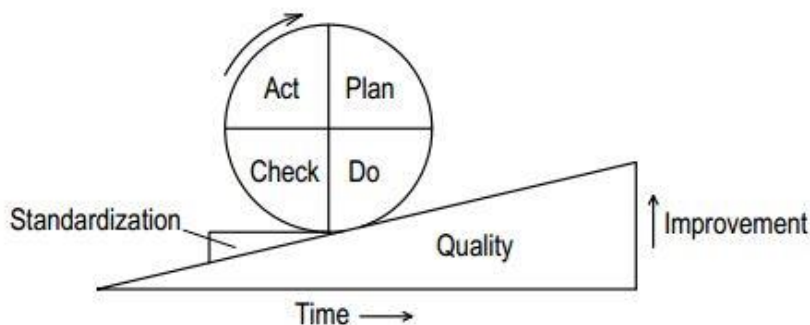 Act Plan
Check Do
Standardization
Quality
Improvement
Time